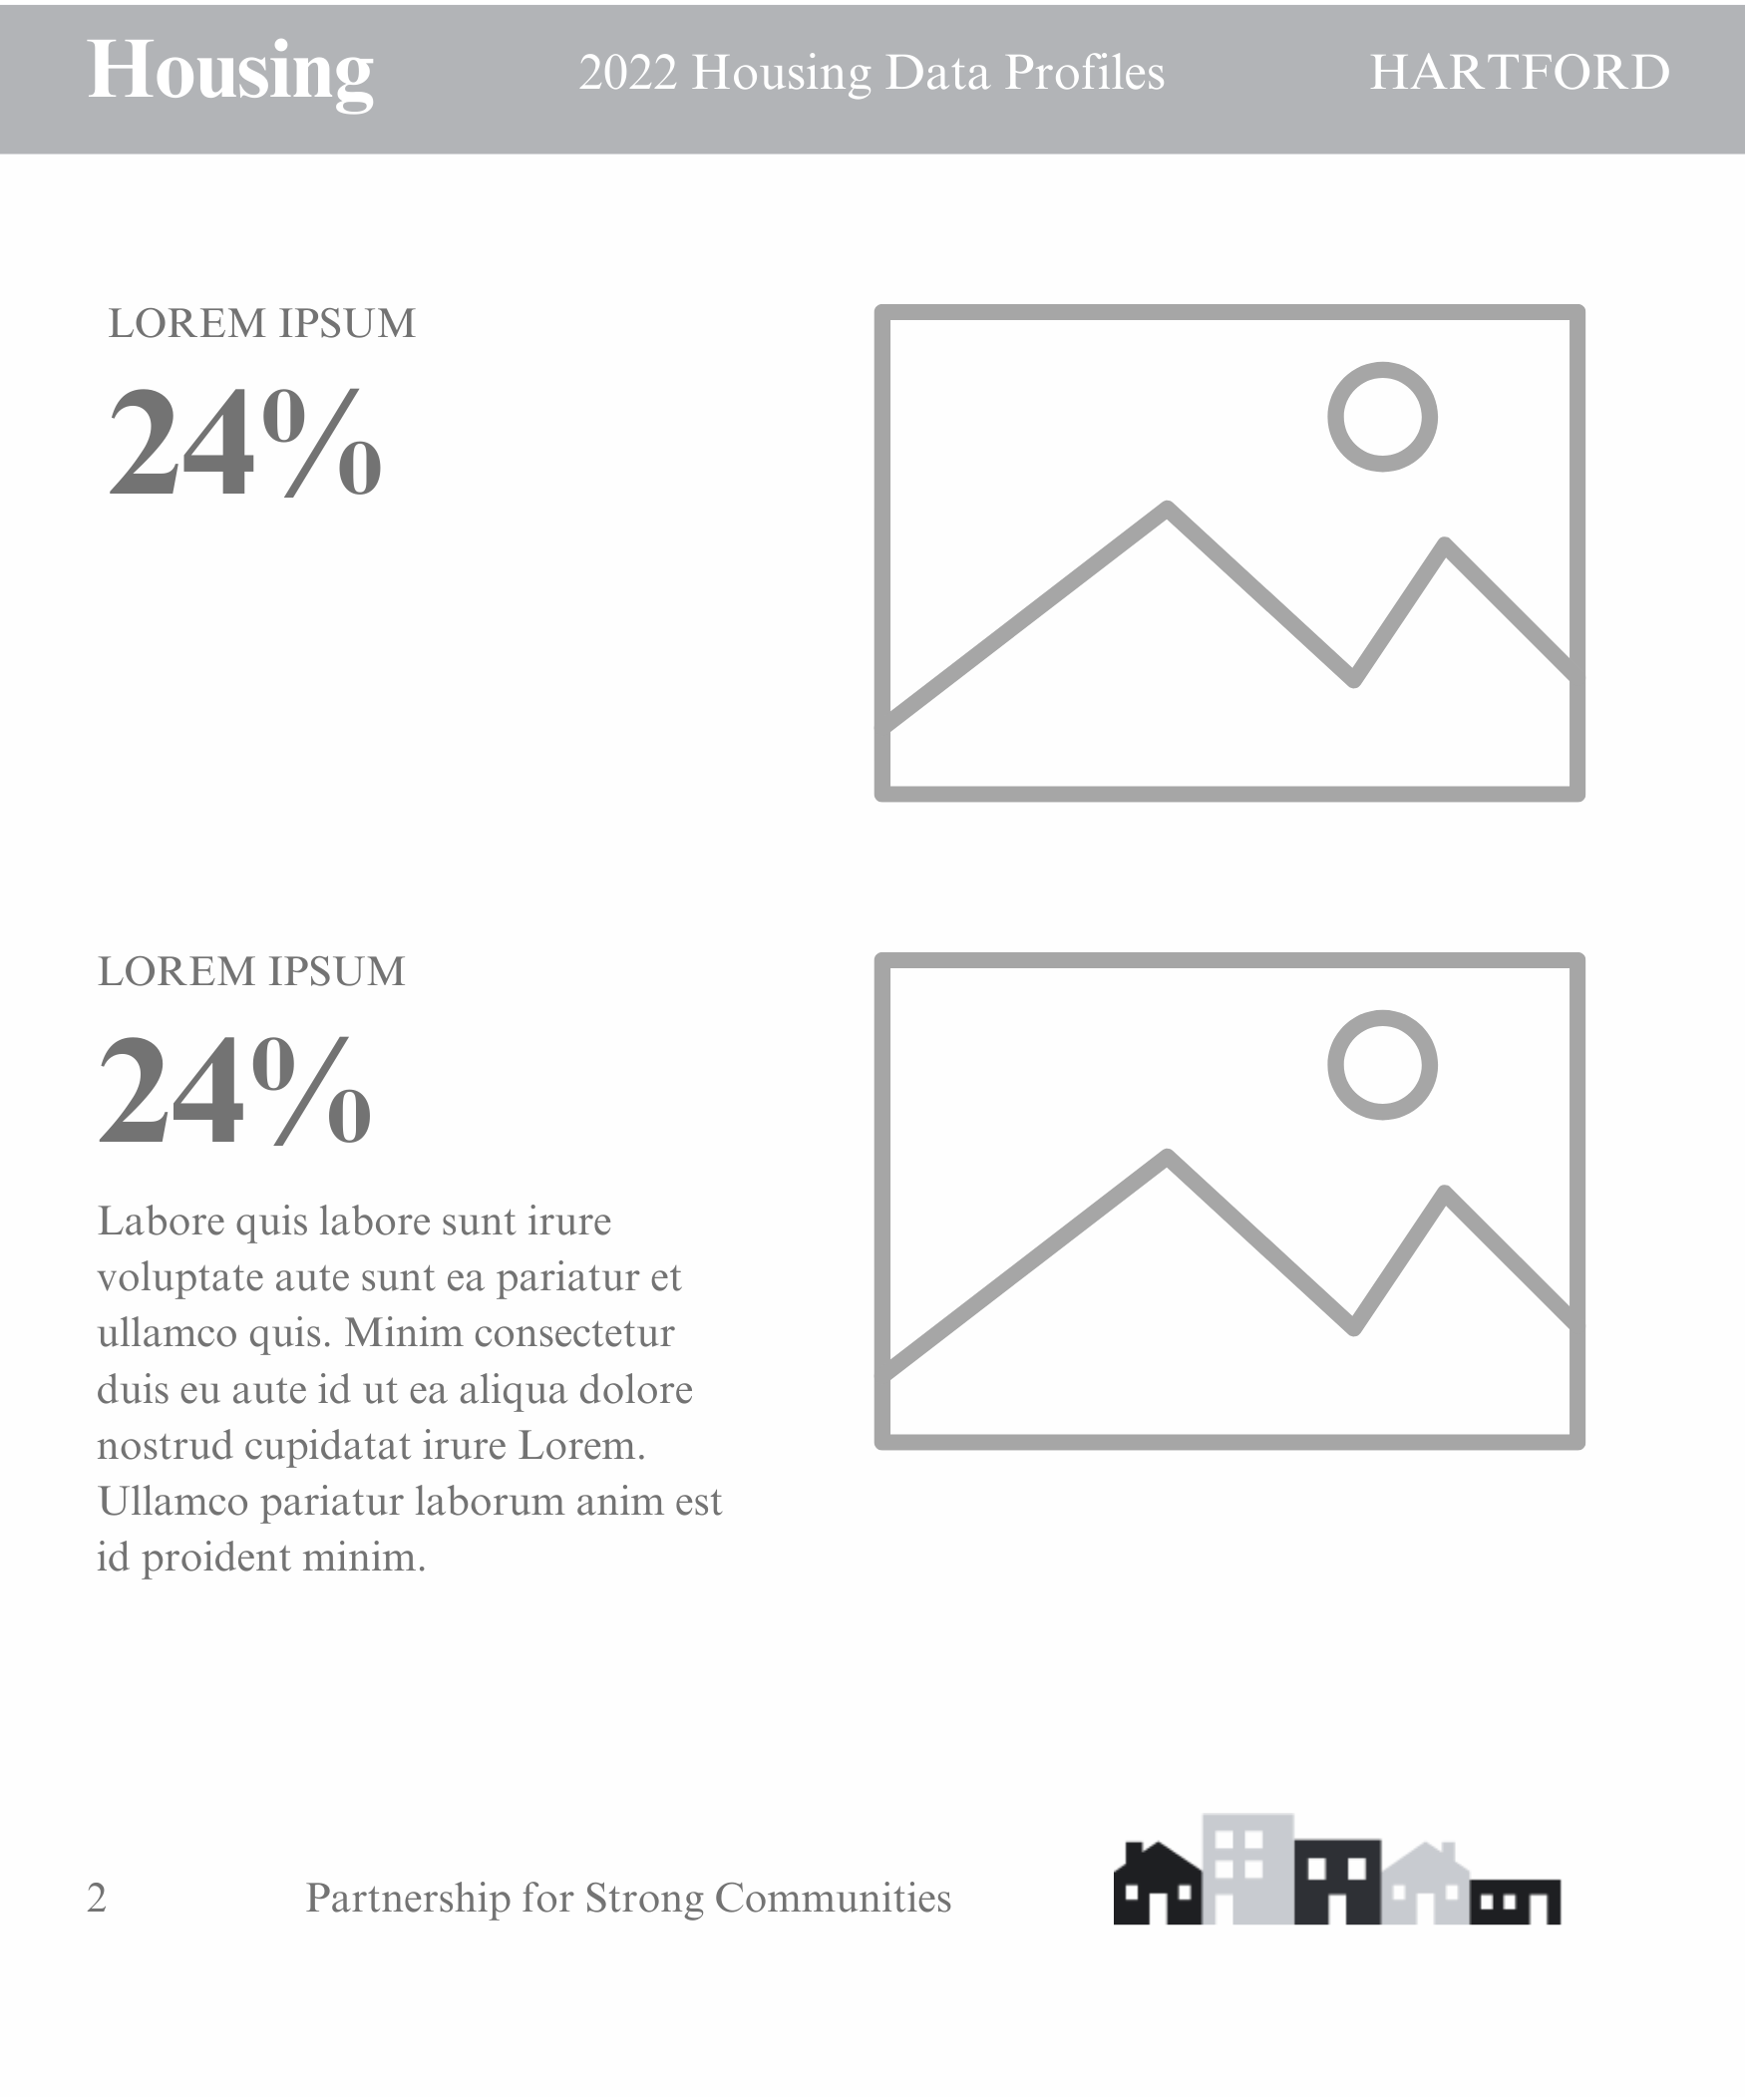 Housing
2022 Housing Data Profiles
HARTFORD
LOREM IPSUM
24%
LOREM IPSUM
24%
Labore quis labore sunt irure
voluptate aute sunt ea pariatur et
ullamco quis. Minim consectetur
duis eu aute id ut ea aliqua dolore
nostrud cupidatat irure Lorem.
Ullamco pariatur laborum anim est
id proident minim.
2
Partnership for Strong Communities